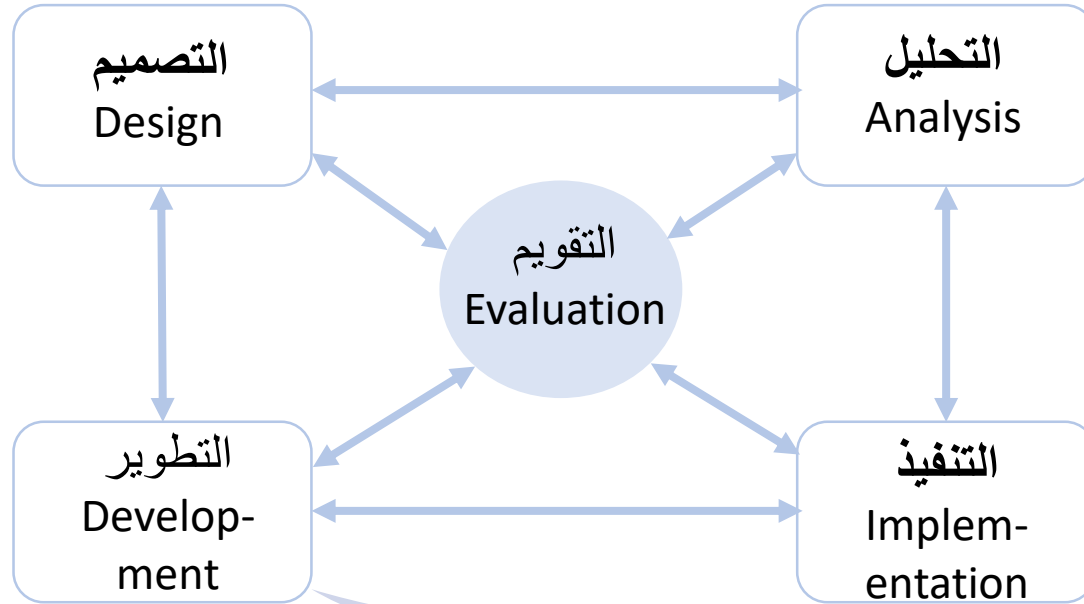 التصميم
Design
التحليل
Analysis
التقويم
Evaluation
التطوير
Develop-
ment
التنفيذ
Implem-
entation